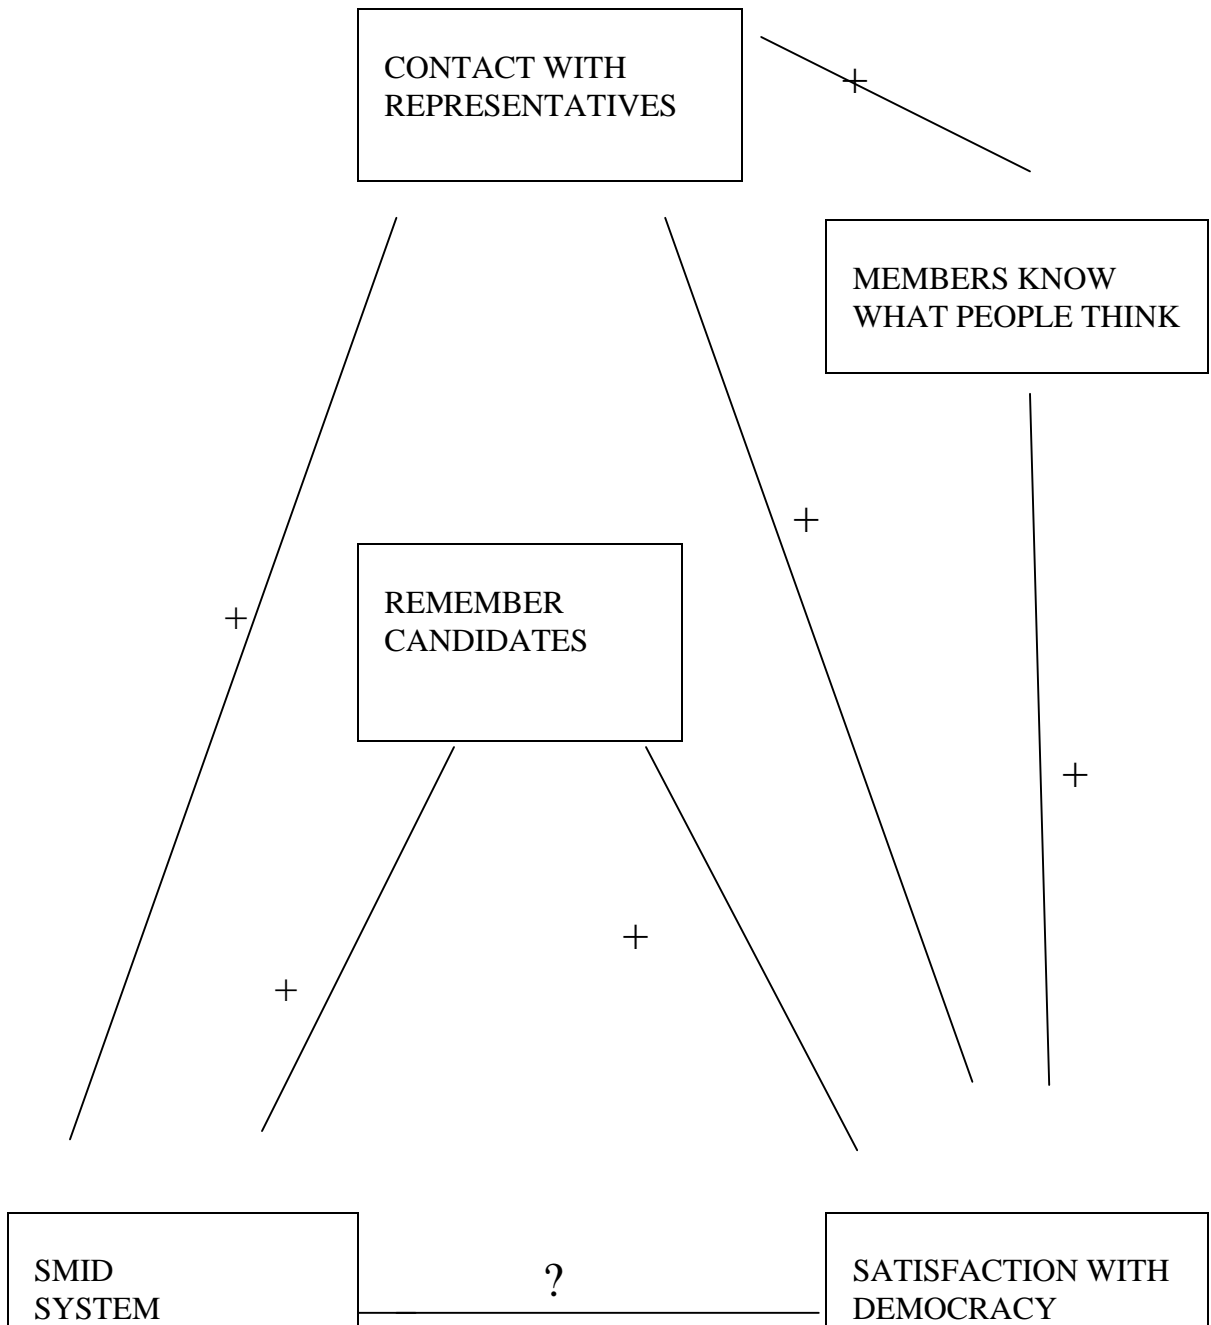 CONTACT WITH
REPRESENTATIVES
+
MEMBERS KNOW
WHAT PEOPLE THINK
+
REMEMBER
CANDIDATES
+
+
+
+
SMID
SYSTEM
?
SATISFACTION WITH
DEMOCRACY